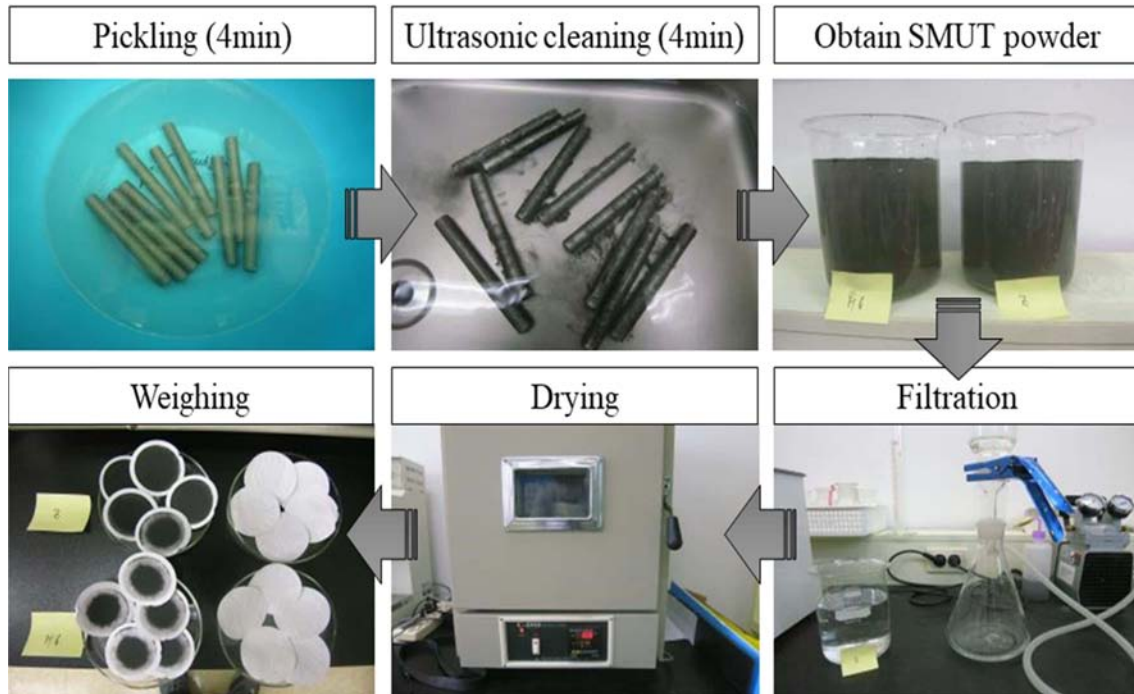 Pickling (4min)
Ultrasonic cleaning (4min)
Obtain SMUT powder
Weighing
Drying
Filtration